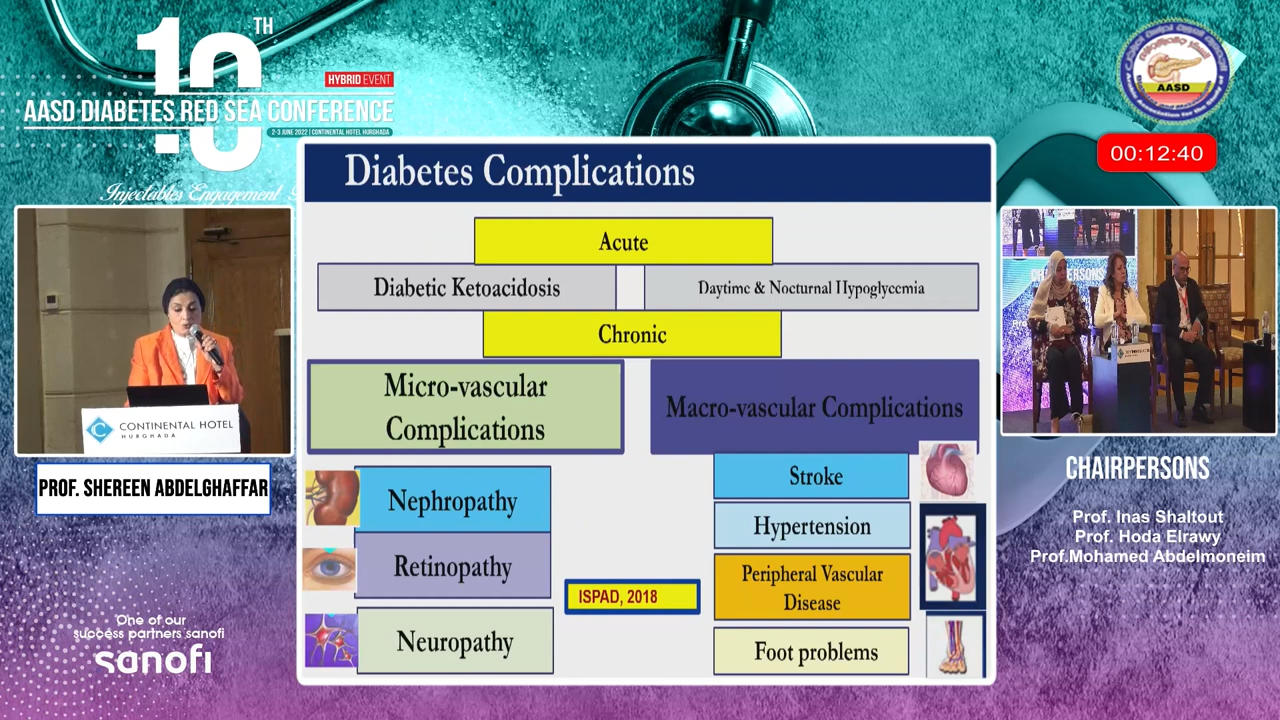 10TH
HYBRID EVENT
AASD DIABETES RED SEA CONFERENCE
2-3 JUNE 2022 | CONTINENTAL HOTEL HURGHADA
Injectables Engagement
AASD
00:12:40
Diabetes Complications
Acute
Diabetic Ketoacidosis
Daytime & Nocturnal Hypoglycemia
Chronic
Micro-vascular
Complications
Macro-vascular Complications
Nephropathy
Retinopathy
Neuropathy
ISPAD, 2018
Stroke
Hypertension
Peripheral Vascular
Disease
Foot problems
CONTINENTAL HOTEL
HURGHADA
PROF. SHEREEN ABDELGHAFFAR
One of our
success partners sanofi
sanofi
CHAIRPERSONS
Prof. Inas Shaltout
Prof. Hoda Elrawy
Prof.Mohamed Abdelmoneim